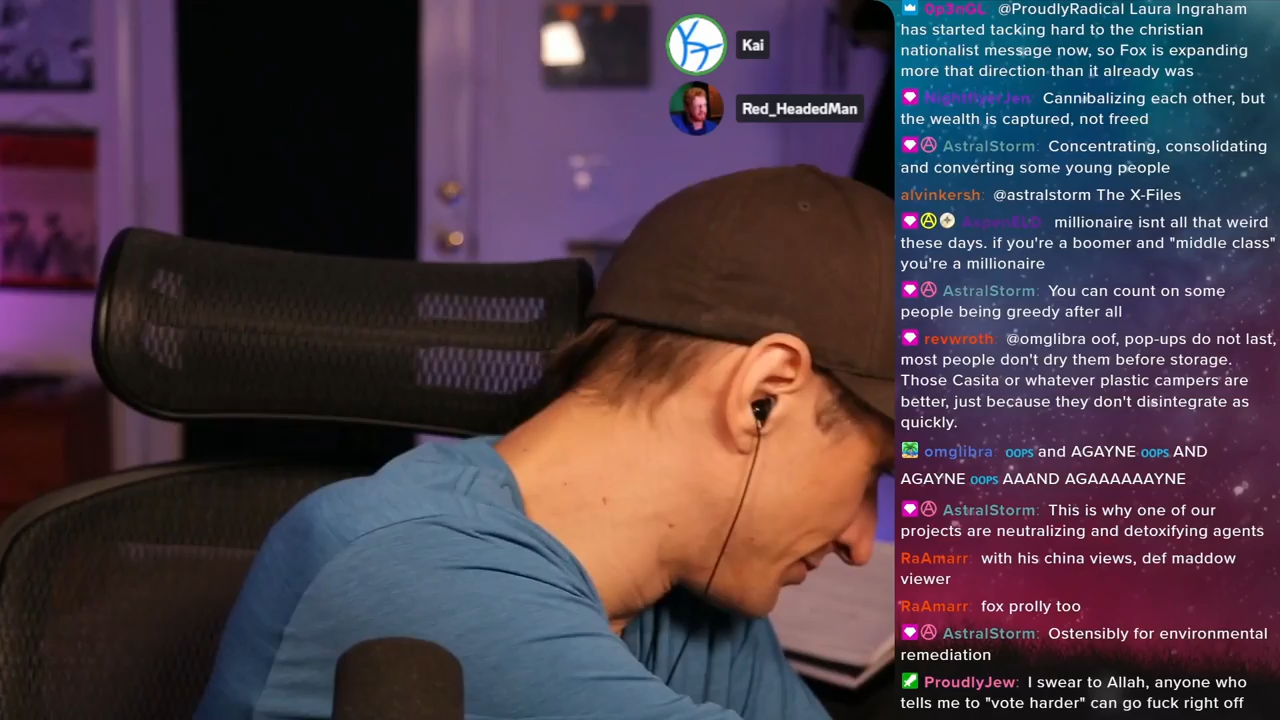 Kai
Red_HeadedMan
0p3nGL @ProudlyRadical Laura Ingraham
has started tacking hard to the christian
nationalist message now, so Fox is expanding
more that direction than it already was
NightflyerJen: Cannibalizing each other, but
the wealth is captured, not freed
AstralStorm: Concentrating, consolidating
and converting some young people
alvinkersh: @astralstorm The X-Files
AspenELD: millionaire isnt all that weird
these days. if you're a boomer and "middle class"
you're a millionaire
AstralStorm: You can count on some
people being greedy after all
revwroth: @omglibra oof, pop-ups do not last,
most people don't dry them before storage.
Those Casita or whatever plastic campers are
better, just because they don't disintegrate as
quickly.
omglibra: OOPS and AGAYNE OOPS AND
AGAYNE OOPS AAAND AGAAAAAAYNE
AstralStorm: This is why one of our
projects are neutralizing and detoxifying agents
RaAmarr: with his china views, def maddow
viewer
RaAmarr: fox prolly too
AstralStorm: Ostensibly for environmental
remediation
ProudlyJew: I swear to Allah, anyone who
tells me to "vote harder" can go fuck right off